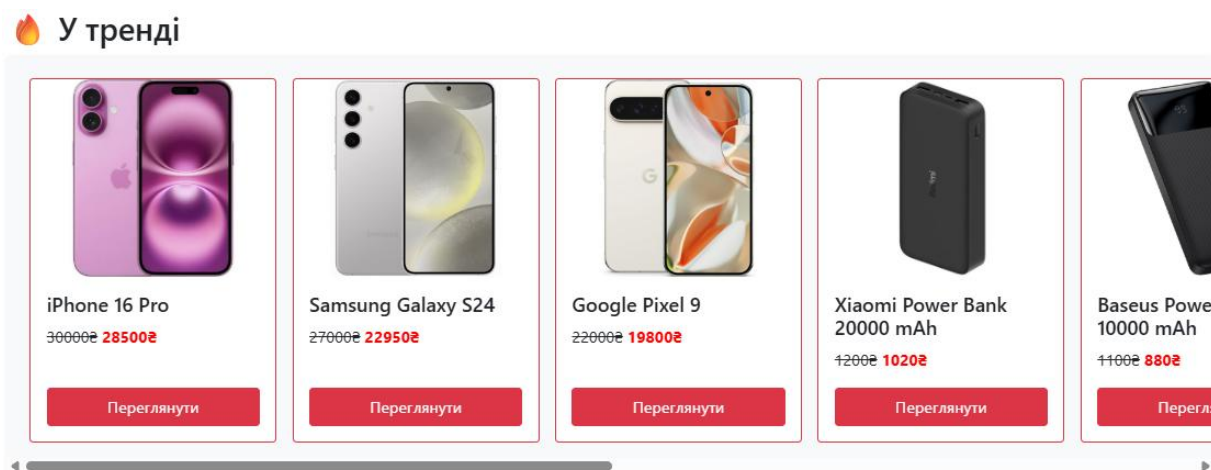 У тренді
iPhone 16 Pro
30000₴ 28500₴
Переглянути
Samsung Galaxy S24
27000₴ 22950₴
Переглянути
Google Pixel 9
22000₴ 19800₴
Переглянути
Xiaomi Power Bank
20000 mAh
1200₴ 1020₴
Переглянути
Baseus
10000 mAh
1100₴ 880₴